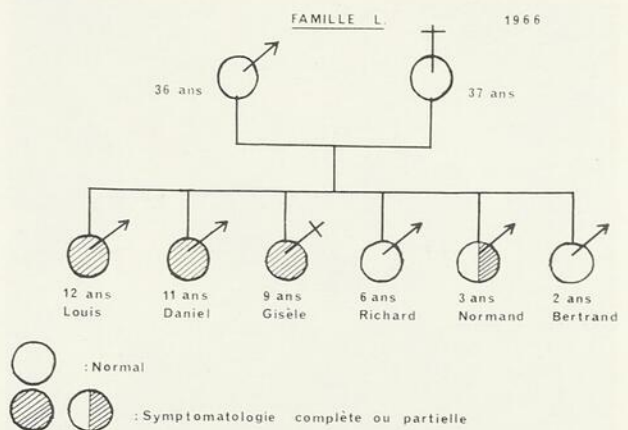 FAMILLE L. 1966
36 ans 37 ans
12 ans 11 ans 9 ans 6 ans 3 ans 2 ans
Louis Daniel Gisèle Richard Normand Bertrand
: Normal
: Symptomatologie complète ou partielle